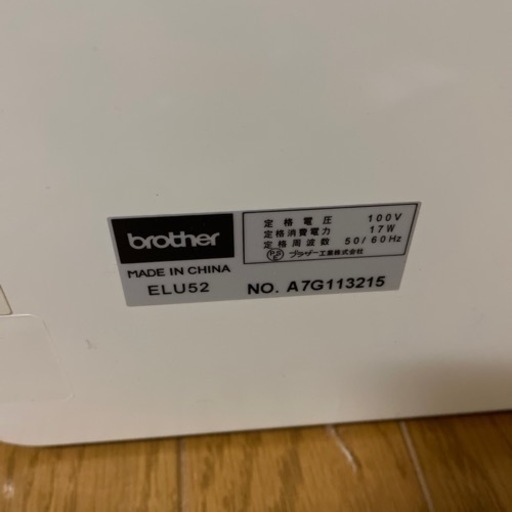 brother
MADE IN CHINA
ELU52
定格電圧 100V
定格消費電力 17W
定格周波数 50/60Hz
PSE ブラザー工業株式会社
NO. A7G113215